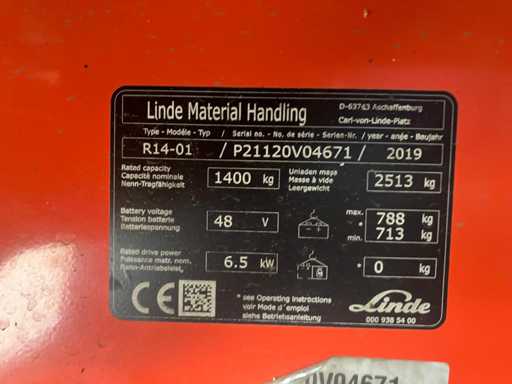 Linde Material Handling
D-63743 Aschaffenburg
Carl-von-Linde-Platz
Type - Modèle - Typ / Serial no. - No. de série - Serien-Nr. / year - année - Baujahr
R14-01 / P21120V04671 / 2019
Rated capacity
Capacité nominale
Nenn-Tragfähigkeit
1400 kg
Unladen mass
Masse à vide
Leergewicht
2513 kg
Battery voltage
Tension batterie
Batteriespannung
48 V
max.
* 788 kg
min.
* 713 kg
Rated drive power
Puissance matr. nom.
Nenn-Antriebsleist.
6.5 kW
* 0 kg
CE
* see Operating Instructions
voir Mode d'emploi
siehe Betriebsanleitung
Linde
000 938 54 00
0V04671